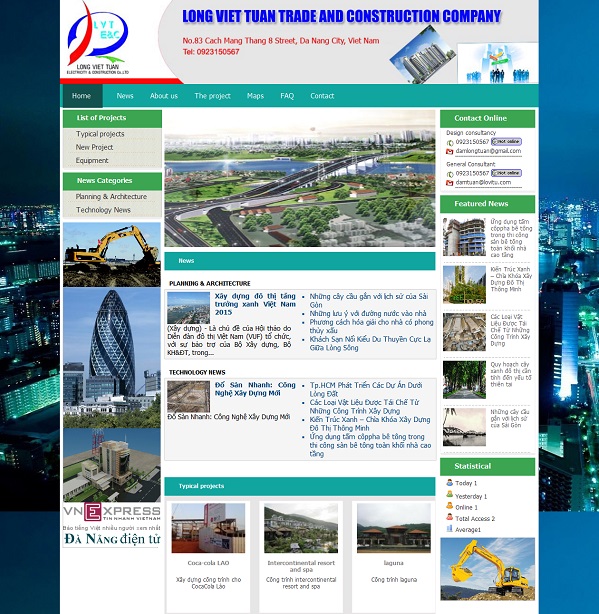 LONG VIET TUAN TRADE AND CONSTRUCTION COMPANY
No.83 Cach Mang Thang 8 Street, Da Nang City, Viet Nam
Tel: 0923150567
L V T
E&C
LONG VIET TUAN
ELECTRICITY & CONSTRUCTION Co.,LTD
Home News About us The project Maps FAQ Contact
List of Projects
Typical projects
New Project
Equipment
News Categories
Planning & Architecture
Technology News
VNEXPRESS
TIN NHANH VIETNAM
Báo tiếng Việt nhiều người xem nhất
Đà Nẵng điện tử
News
PLANNING & ARCHITECTURE
Xây dựng đô thị tăng
trưởng xanh Việt Nam
2015
(Xây dựng) - Là chủ đề của Hội thảo do
Diễn đàn đô thị Việt Nam (VUF) tổ chức,
với sự bảo trợ của Bộ Xây dựng, Bộ
KH&ĐT, trong...
Những cây cầu gắn với lịch sử của Sài
Gòn
Những lưu ý với đường nước vào nhà
Phương cách hóa giải cho nhà có phong
thủy xấu
Khách Sạn Nổi Kiểu Du Thuyền Cực Lạ
Giữa Lòng Sông
TECHNOLOGY NEWS
Đổ Sàn Nhanh: Công
Nghệ Xây Dựng Mới
Đổ Sàn Nhanh: Công Nghệ Xây Dựng Mới
Tp.HCM Phát Triển Các Dự Án Dưới
Lòng Đất
Các Loại Vật Liệu Được Tái Chế Từ
Những Công Trình Xây Dựng
Kiến Trúc Xanh – Chìa Khóa Xây Dựng
Đô Thị Thông Minh
Ứng dụng tấm côppha bê tông trong
thi công sàn bê tông toàn khối nhà cao
tầng
Typical projects
Coca-cola LAO
Xây dựng công trình cho
CocaCola Lào
Intercontinental resort
and spa
Công trình intercontinental
resort and spa
laguna
Công trình laguna
Contact Online
Design consultancy
0923150567 Not online
damlongtuan@gmail.com
General Consultant
0923150567 Not online
damtuan@lovitu.com
Featured News
Ứng dụng tấm
côppha bê tông
trong thi công
sàn bê tông
toàn khối nhà
cao tầng
Kiến Trúc Xanh
– Chìa Khóa Xây
Dựng Đô Thị
Thông Minh
Các Loại Vật
Liệu Được Tái
Chế Từ Những
Công Trình Xây
Dựng
Quy hoạch cây
xanh đô thị cần
tính đến yếu tố
thiên tai
Những cây cầu
gắn với lịch sử
của Sài Gòn
Statistical
Today 1
Yesterday 1
Online 1
Total Access 2
Average1